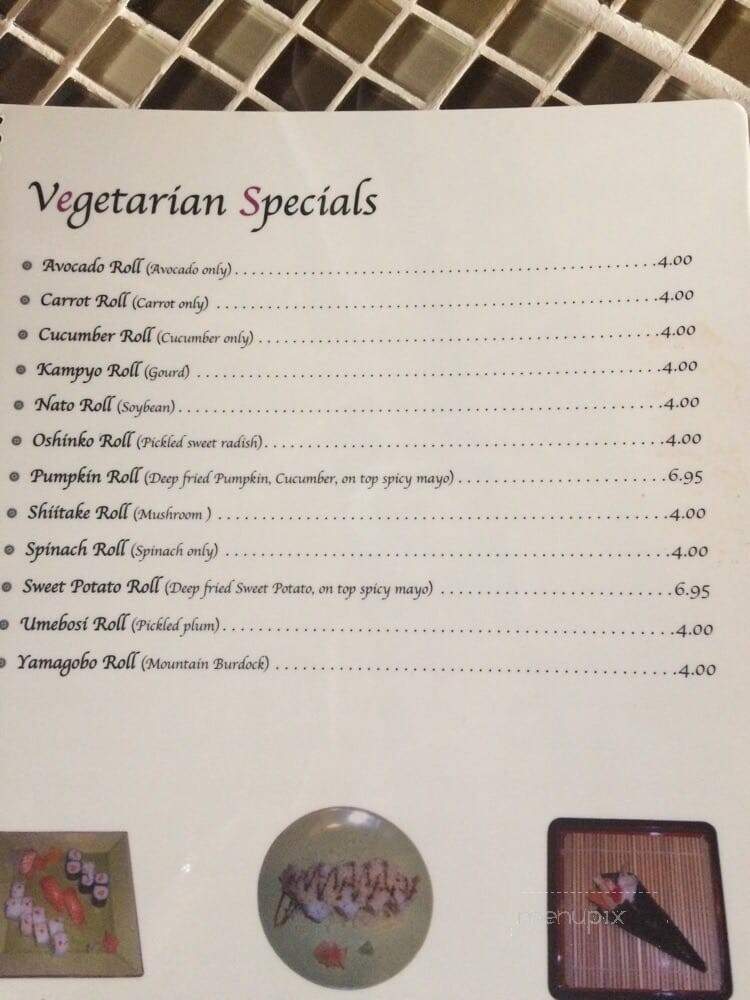 Vegetarian Specials
Avocado Roll (Avocado only) 4.00
Carrot Roll (Carrot only) 4.00
Cucumber Roll (Cucumber only) 4.00
Kampyo Roll (Gourd) 4.00
Nato Roll (Soybean) 4.00
Oshinko Roll (Pickled sweet radish) 4.00
Pumpkin Roll (Deep fried Pumpkin, Cucumber, on top spicy mayo) 6.95
Shiitake Roll (Mushroom ) 4.00
Spinach Roll (Spinach only) 4.00
Sweet Potato Roll (Deep fried Sweet Potato, on top spicy mayo) 6.95
Umebosi Roll (Pickled plum) 4.00
Yamagobo Roll (Mountain Burdock) 4.00
menupix